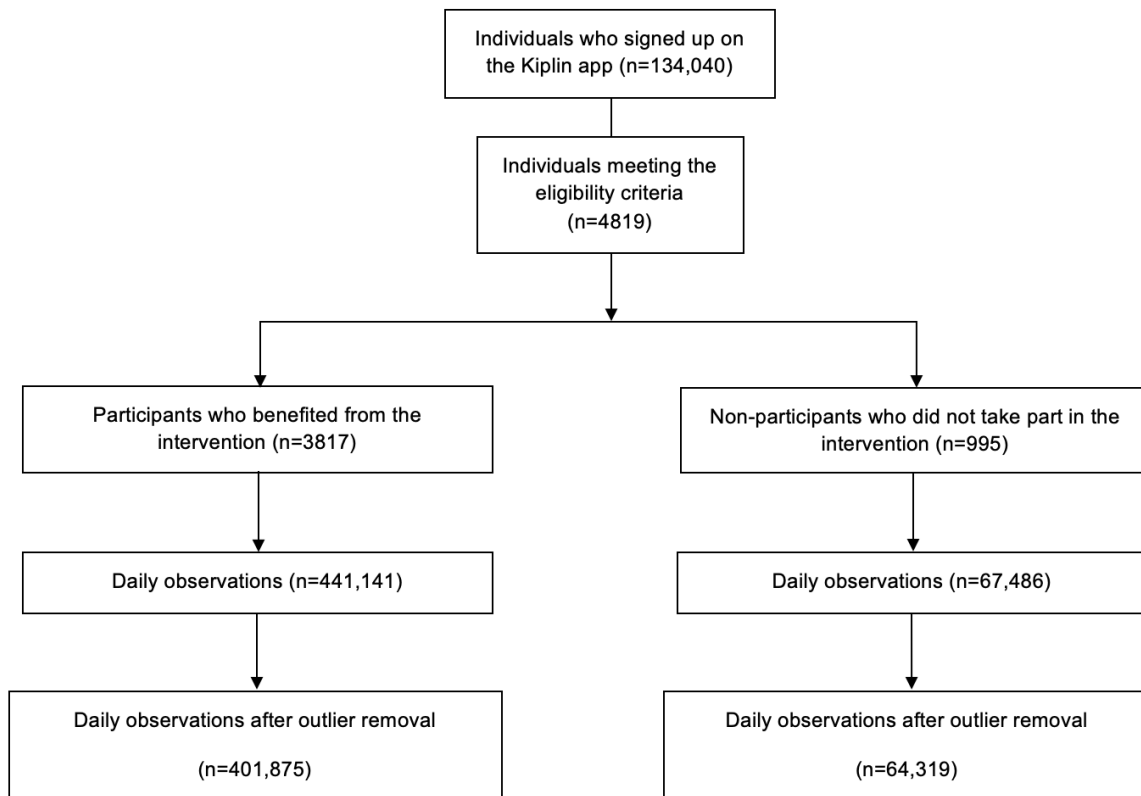 Individuals who signed up on
the Kiplin app (n=134,040)
Individuals meeting the
eligibility criteria
(n=4819)
Participants who benefited from the
intervention (n=3817)
Non-participants who did not take part in the
intervention (n=995)
Daily observations (n=441,141)
Daily observations (n=67,486)
Daily observations after outlier removal
(n=401,875)
Daily observations after outlier removal
(n=64,319)